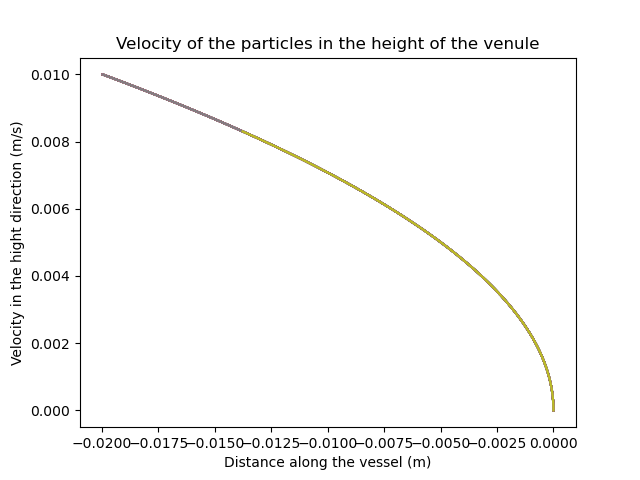 Velocity of the particles in the height of the venule
Velocity in the hight direction (m/s)
0.010
0.008
0.006
0.004
0.002
0.000
−0.0200 −0.0175 −0.0150 −0.0125 −0.0100 −0.0075 −0.0050 −0.0025 0.0000
Distance along the vessel (m)